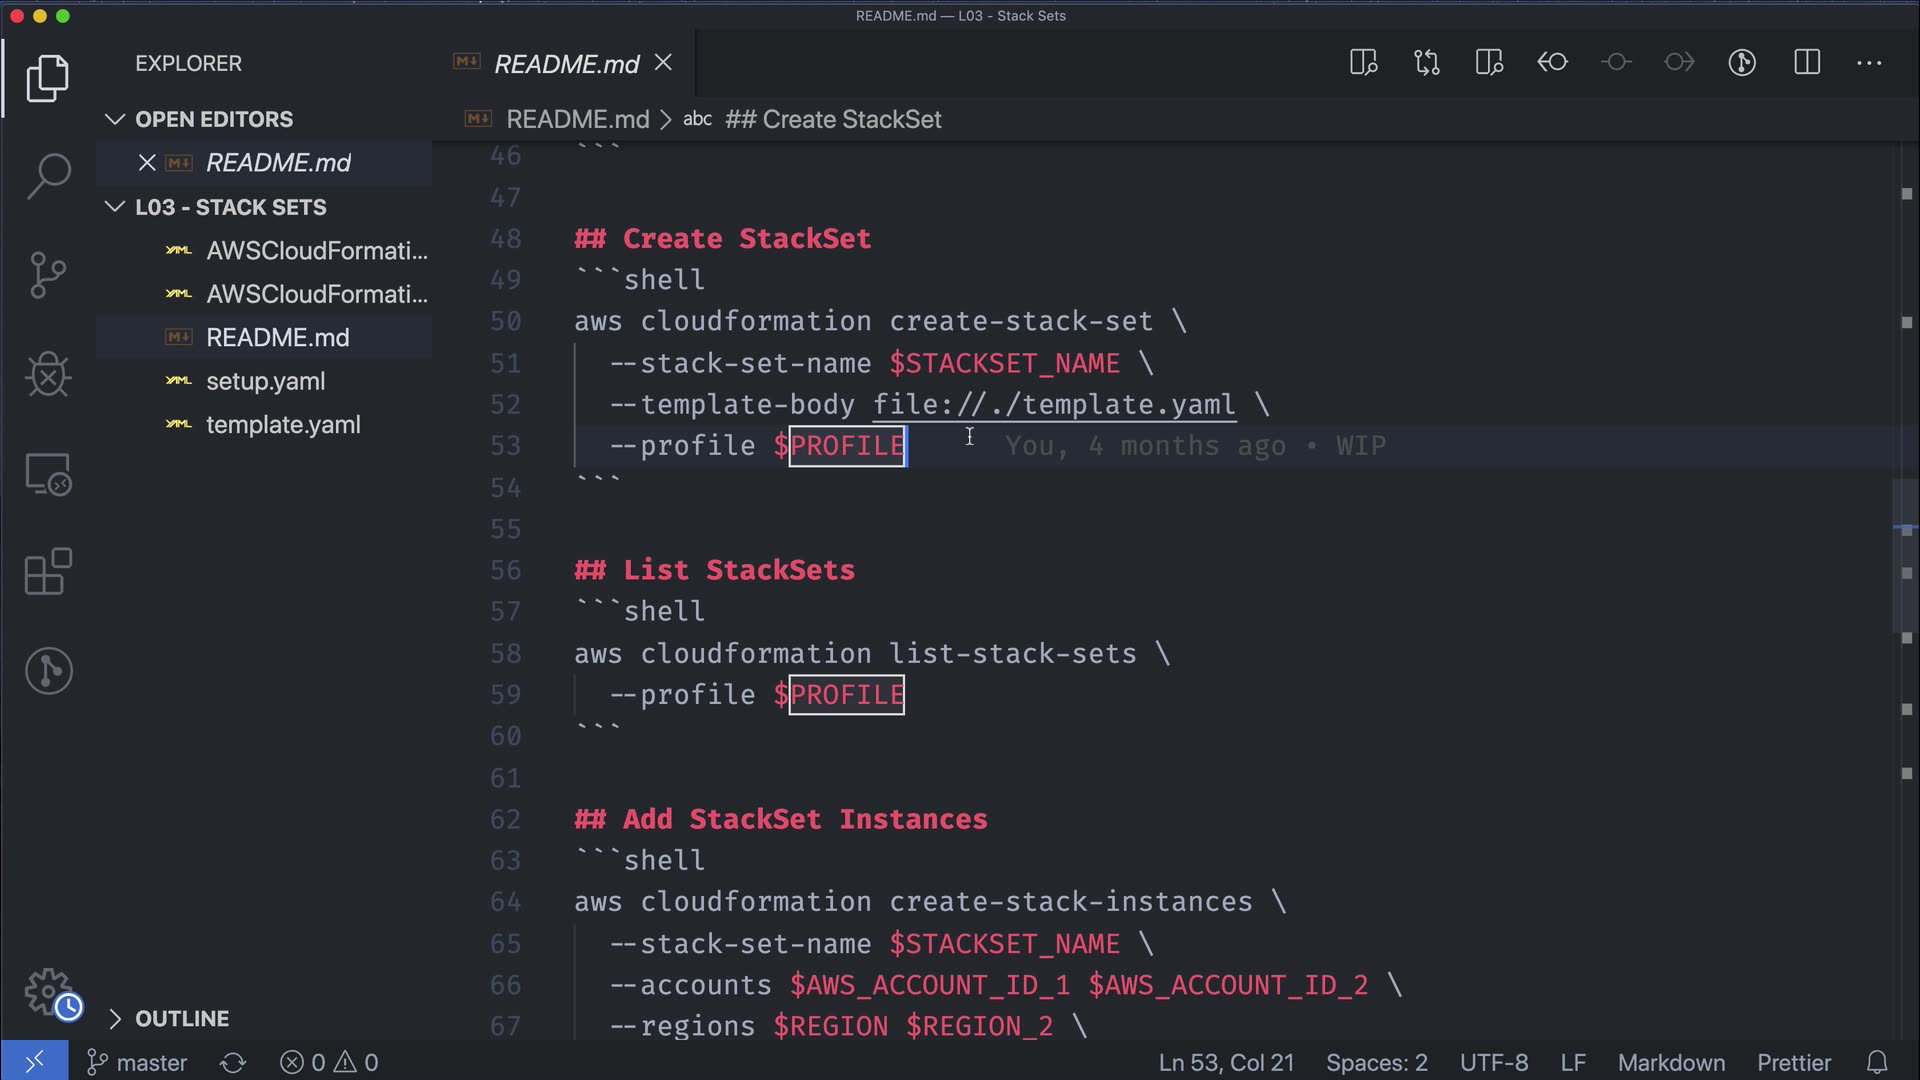 README.md — L03 - Stack Sets
EXPLORER
OPEN EDITORS
README.md
L03 - STACK SETS
AWSCloudFormati...
AWSCloudFormati...
README.md
setup.yaml
template.yaml
OUTLINE
README.md
README.md > abc ## Create StackSet
46 ```
47
48 ## Create StackSet
49 ```shell
50 aws cloudformation create-stack-set \
51 --stack-set-name $STACKSET_NAME \
52 --template-body file://./template.yaml \
53 --profile $PROFILE You, 4 months ago • WIP
54 ```
55
56 ## List StackSets
57 ```shell
58 aws cloudformation list-stack-sets \
59 --profile $PROFILE
60 ```
61
62 ## Add StackSet Instances
63 ```shell
64 aws cloudformation create-stack-instances \
65 --stack-set-name $STACKSET_NAME \
66 --accounts $AWS_ACCOUNT_ID_1 $AWS_ACCOUNT_ID_2 \
67 --regions $REGION $REGION_2 \
master 0 0 Ln 53, Col 21 Spaces: 2 UTF-8 LF Markdown Prettier